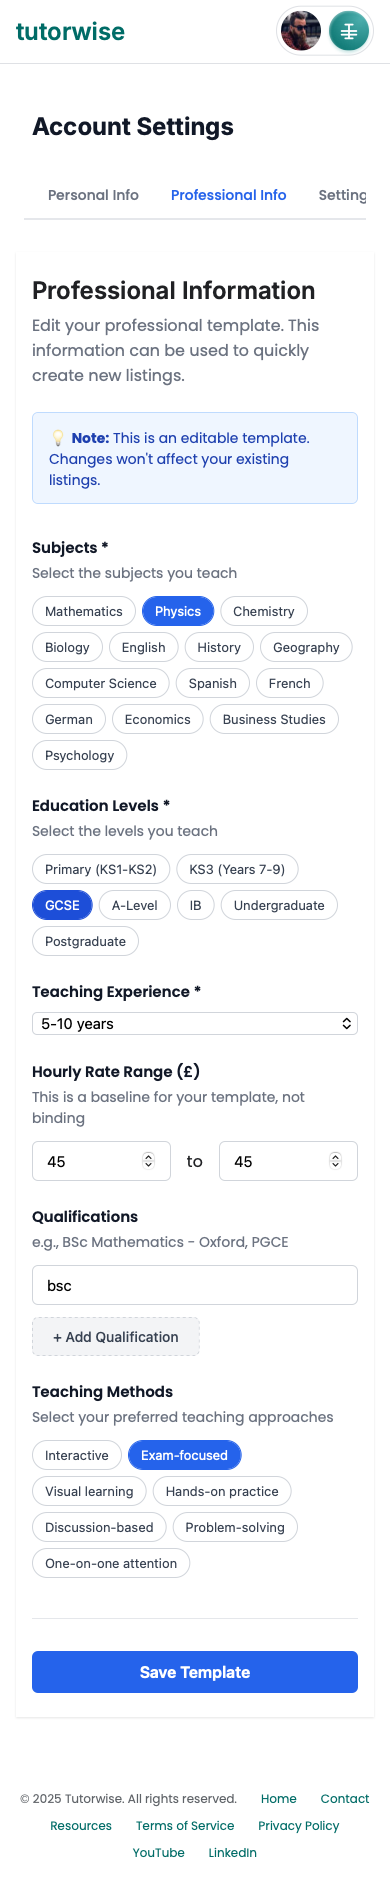 tutorwise
Account Settings
Personal Info Professional Info Setting
Professional Information
Edit your professional template. This
information can be used to quickly
create new listings.
💡 Note: This is an editable template.
Changes won't affect your existing
listings.
Subjects *
Select the subjects you teach
Mathematics Physics Chemistry
Biology English History Geography
Computer Science Spanish French
German Economics Business Studies
Psychology
Education Levels *
Select the levels you teach
Primary (KS1-KS2) KS3 (Years 7-9)
GCSE A-Level IB Undergraduate
Postgraduate
Teaching Experience *
5-10 years
Hourly Rate Range (£)
This is a baseline for your template, not
binding
45 to 45
Qualifications
e.g., BSc Mathematics - Oxford, PGCE
bsc
+ Add Qualification
Teaching Methods
Select your preferred teaching approaches
Interactive Exam-focused
Visual learning Hands-on practice
Discussion-based Problem-solving
One-on-one attention
Save Template
© 2025 Tutorwise. All rights reserved. Home Contact
Resources Terms of Service Privacy Policy
YouTube LinkedIn